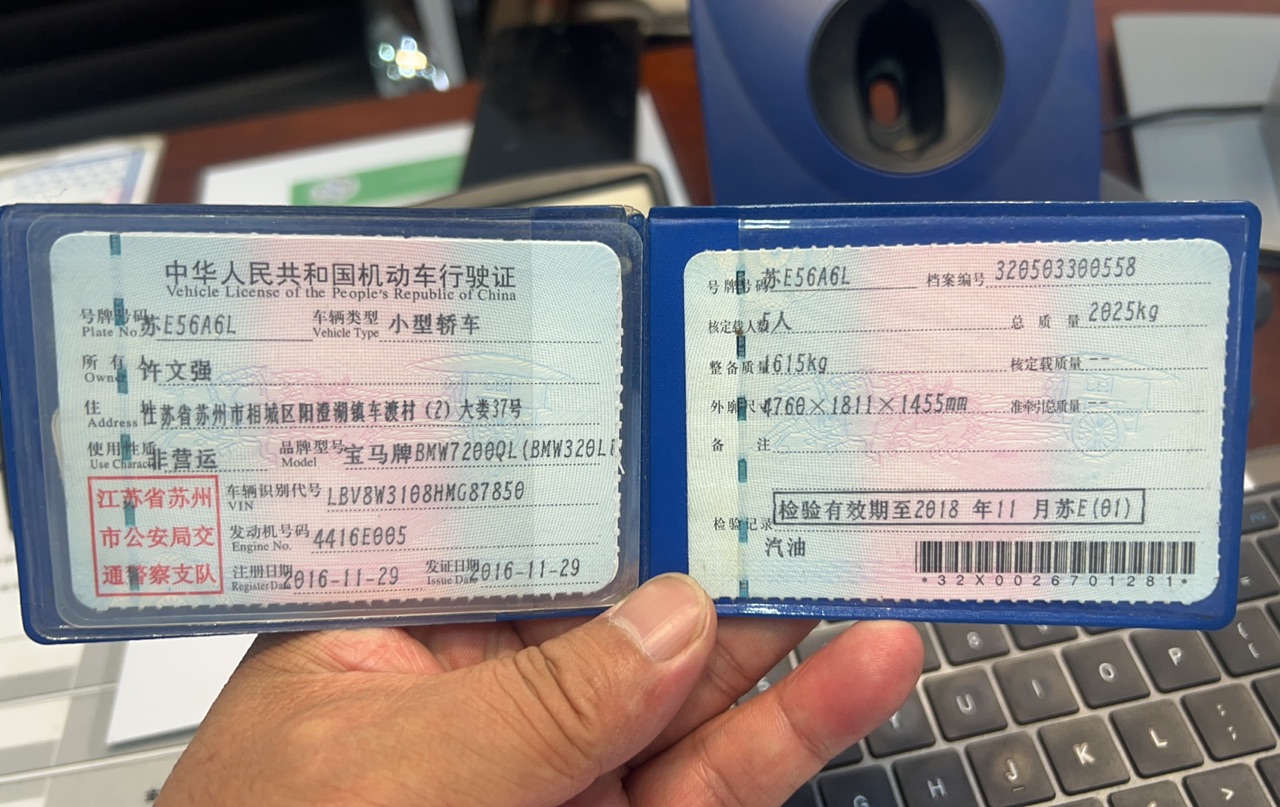 中华人民共和国机动车行驶证
Vehicle License of the People's Republic of China
号牌号码 苏E56A6L 车辆类型 小型轿车
Plate No. Vehicle Type
所有人 许文强
Owner
住址 江苏省苏州市相城区阳澄湖镇车渡村(2)大娄37号
Address
使用性质 非营运 品牌型号 宝马牌BMW7200QL(BMW320L
Use Charac Model
江苏省苏州
市公安局交
通警察支队
车辆识别代号 LBV8W3108HMG87850
VIN
发动机号码 4416E005
Engine No.
注册日期 2016-11-29 发证日期 2016-11-29
Register Date Issue Date
号牌号码 苏E56A6L 档案编号 320503300558
核定载人数 5人 总质量 2025kg
整备质量 1615kg 核定载质量 --
外廓尺寸 4760×1811×1455mm 准牵引总质量 --
备注
检验记录 检验有效期至2018 年11 月苏E(01)
汽油
*32X0026701281*
8
U I O P
Y
G H J K L